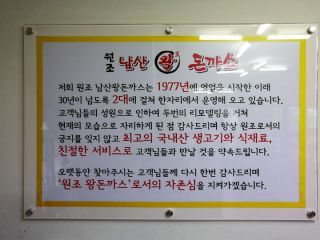 원조 남산 왕 돈까스
저희 원조 남산왕돈까스는 1977년에 영업을 시작한 이래
30년이 넘도록 2대에 걸쳐 한자리에서 운영해 오고 있습니다.
고객님들의 성원으로 인하여 두번의 리모델링을 거쳐
현재의 모습으로 자리하게 된 점 감사드리며 항상 원조로서의
긍지를 잊지 않고 최고의 국내산 생고기와 식재료,
친절한 서비스로 고객님들과 만날 것을 약속드립니다.
오랫동안 찾아주시는 고객님들께 다시 한번 감사드리며
'원조 왕돈까스'로서의 자존심을 지켜가겠습니다.